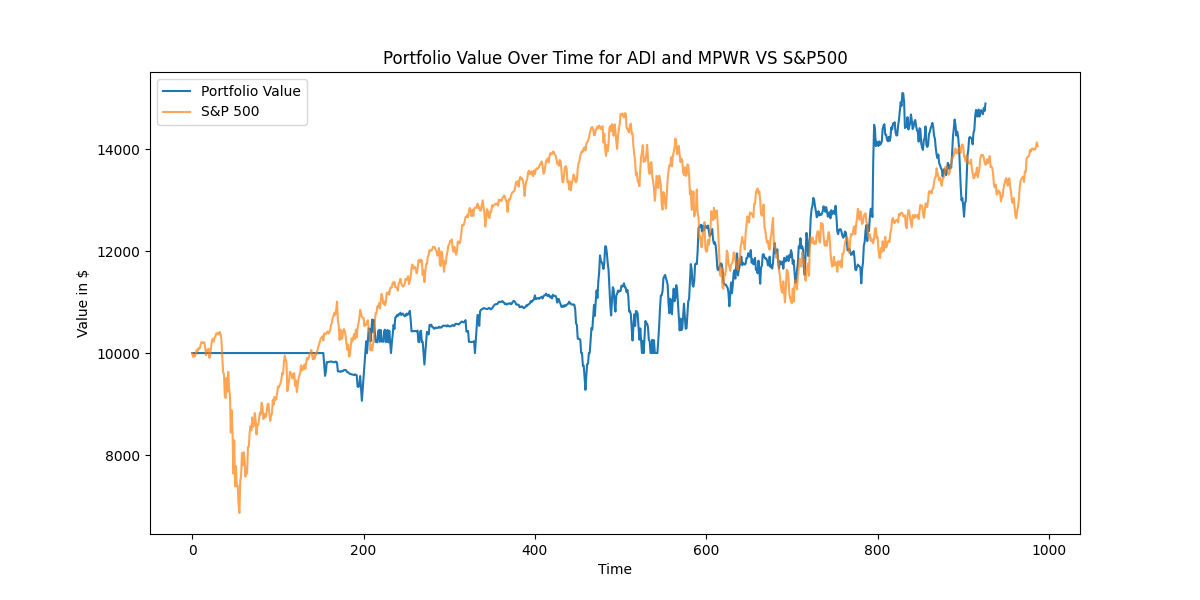 Portfolio Value Over Time for ADI and MPWR VS S&P500
Portfolio Value
S&P 500
14000
12000
10000
8000
Value in $
0 200 400 600 800 1000
Time